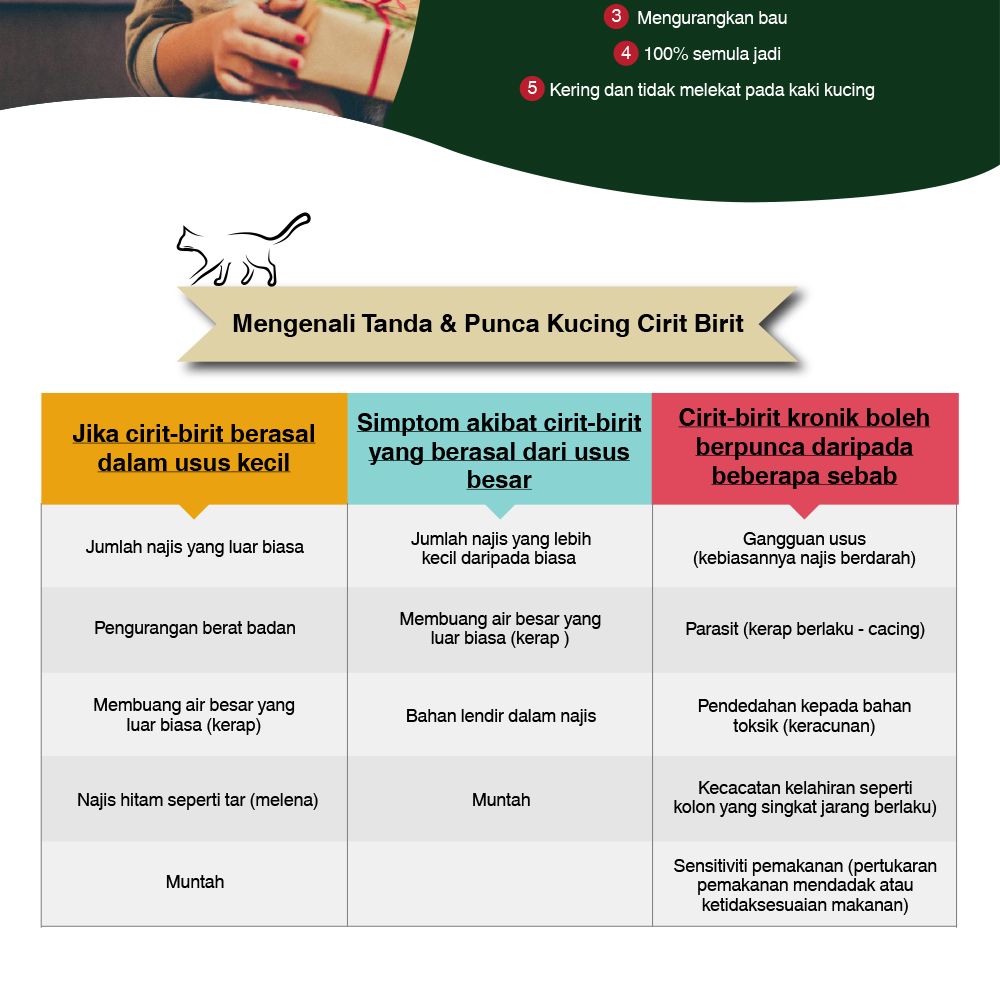 3 Mengurangkan bau
4 100% semula jadi
5 Kering dan tidak melekat pada kaki kucing
Mengenali Tanda & Punca Kucing Cirit Birit
Jika cirit-birit berasal
dalam usus kecil
Simptom akibat cirit-birit
yang berasal dari usus
besar
Cirit-birit kronik boleh
berpunca daripada
beberapa sebab
Jumlah najis yang luar biasa
Jumlah najis yang lebih
kecil daripada biasa
Gangguan usus
(kebiasannya najis berdarah)
Pengurangan berat badan
Membuang air besar yang
luar biasa (kerap )
Parasit (kerap berlaku - cacing)
Membuang air besar yang
luar biasa (kerap)
Bahan lendir dalam najis
Pendedahan kepada bahan
toksik (keracunan)
Najis hitam seperti tar (melena)
Muntah
Kecacatan kelahiran seperti
kolon yang singkat jarang berlaku)
Muntah
Sensitiviti pemakanan (pertukaran
pemakanan mendadak atau
ketidaksesuaian makanan)